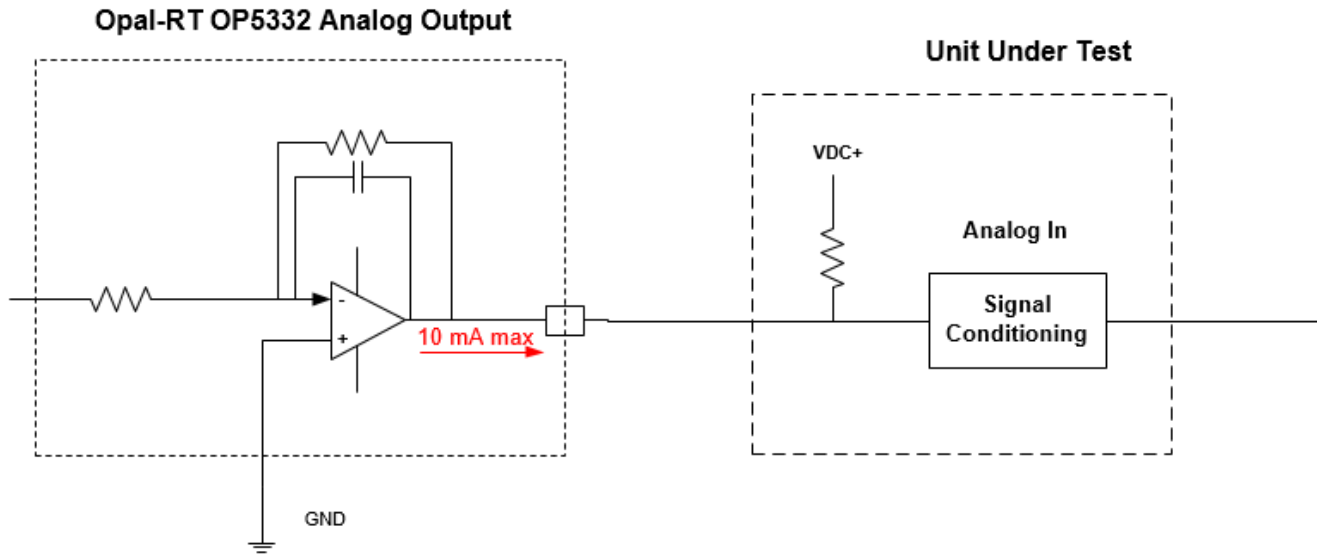 Opal-RT OP5332 Analog Output
Unit Under Test
VDC+
Analog In
-
+
10 mA max
Signal
Conditioning
GND